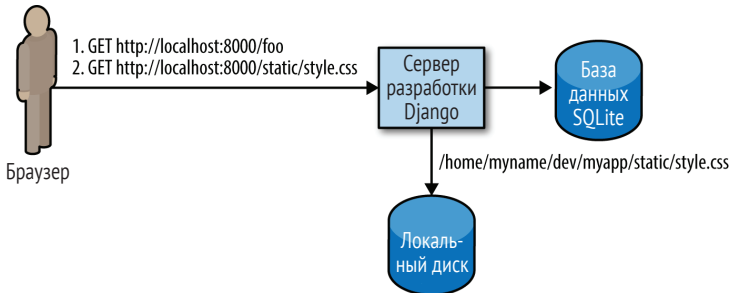 1. GET http://localhost:8000/foo
2. GET http://localhost:8000/static/style.css
Браузер
Сервер
разработки
Django
База
данных
SQLite
/home/myname/dev/myapp/static/style.css
Локаль-
ный диск